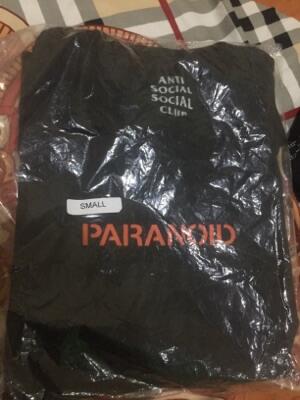 ANTI
SOCIAL
SOCIAL
CLUB
SMALL
PARANOID